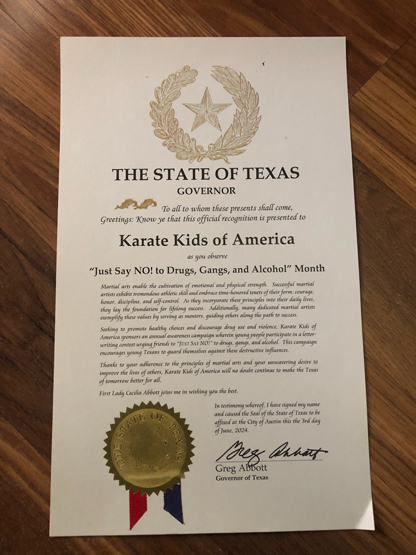 THE STATE OF TEXAS
GOVERNOR
To all to whom these presents shall come,
Greetings: Know ye that this official recognition is presented to
Karate Kids of America
as you observe
“Just Say NO! to Drugs, Gangs, and Alcohol” Month
Martial arts enable the cultivation of emotional and physical strength. Successful martial
artists exhibit tremendous athletic skill and embrace time-honored tenets of their form: courage,
honor, discipline, and self-control. As they incorporate these principles into their daily lives,
they lay the foundation for lifelong success. Additionally, many dedicated martial artists
exemplify these values by serving as mentors, guiding others along the path to success.
Seeking to promote healthy choices and discourage drug use and violence, Karate Kids of
America sponsors an annual awareness campaign wherein young people participate in a letter-
writing contest urging friends to “JUST SAY NO!” to drugs, gangs, and alcohol. This campaign
encourages young Texans to guard themselves against these destructive influences.
Thanks to your adherence to the principles of martial arts and your unwavering desire to
improve the lives of others, Karate Kids of America will no doubt continue to make the Texas
of tomorrow better for all.
First Lady Cecilia Abbott joins me in wishing you the best.
In testimony whereof, I have signed my name
and caused the Seal of the State of Texas to be
affixed at the City of Austin this the 3rd day
of June, 2024.
Greg Abbott
Greg Abbott
Governor of Texas
THE STATE OF TEXAS